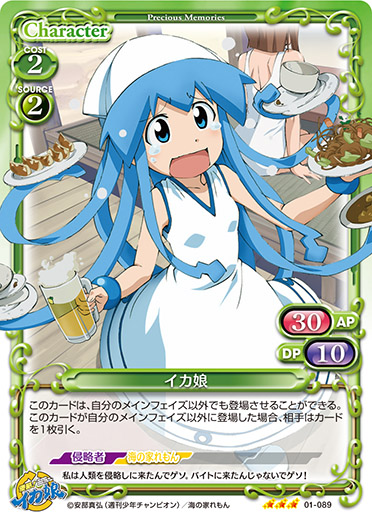 Precious Memories
Character
COST
2
SOURCE
2
30 AP
DP 10
イカ娘
このカードは、自分のメインフェイズ以外でも登場させることができる。
このカードが自分のメインフェイズ以外に登場した場合、相手はカード
を1枚引く。
侵略者 海の家れもん
私は人類を侵略しに来たんでゲソ、バイトに来たんじゃないでゲソ!
イカ娘
©安部真弘(週刊少年チャンピオン)/海の家れもん
01-089